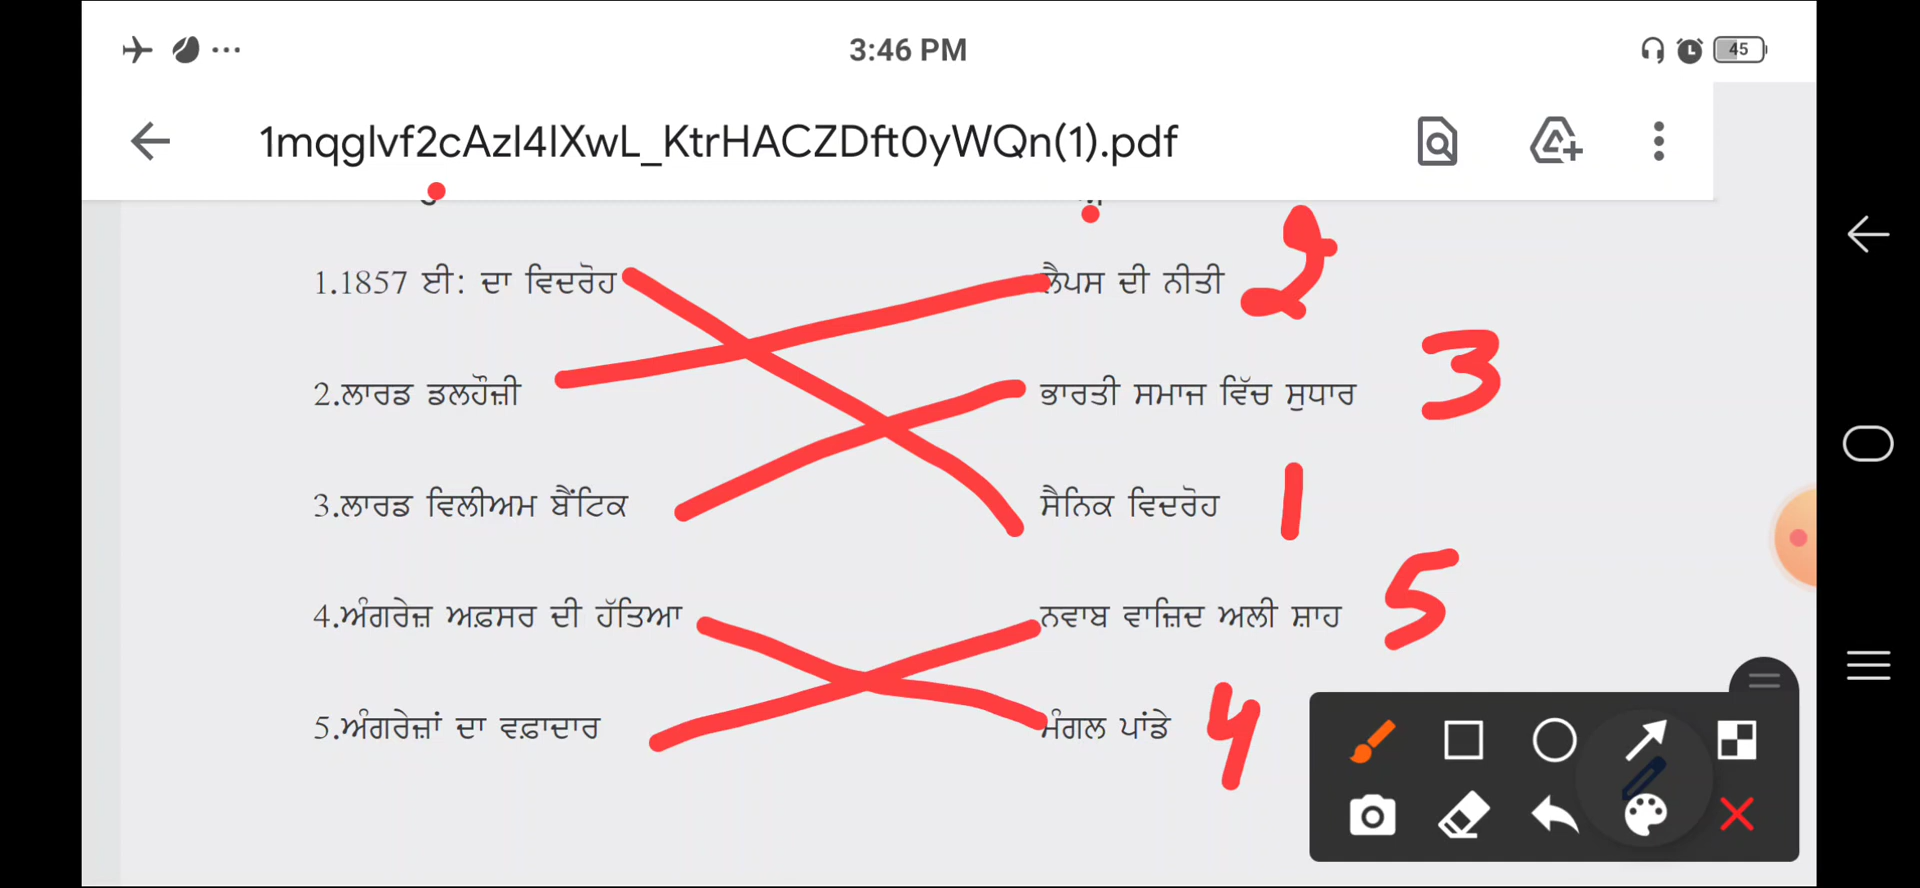 3:46 PM
45
1mqglvf2cAzl4lXwL_KtrHACZDft0yWQn(1).pdf
1.1857 ਈ: ਦਾ ਵਿਦਰੋਹ ਲੈਪਸ ਦੀ ਨੀਤੀ 2
2.ਲਾਰਡ ਡਲਹੌਜ਼ੀ ਭਾਰਤੀ ਸਮਾਜ ਵਿੱਚ ਸੁਧਾਰ 3
3.ਲਾਰਡ ਵਿਲੀਅਮ ਬੈਂਟਿਕ ਸੈਨਿਕ ਵਿਦਰੋਹ 1
4.ਅੰਗਰੇਜ਼ ਅਫ਼ਸਰ ਦੀ ਹੱਤਿਆ ਨਵਾਬ ਵਾਜ਼ਿਦ ਅਲੀ ਸ਼ਾਹ 5
5.ਅੰਗਰੇਜ਼ਾਂ ਦਾ ਵਫ਼ਾਦਾਰ ਮੰਗਲ ਪਾਂਡੇ 4